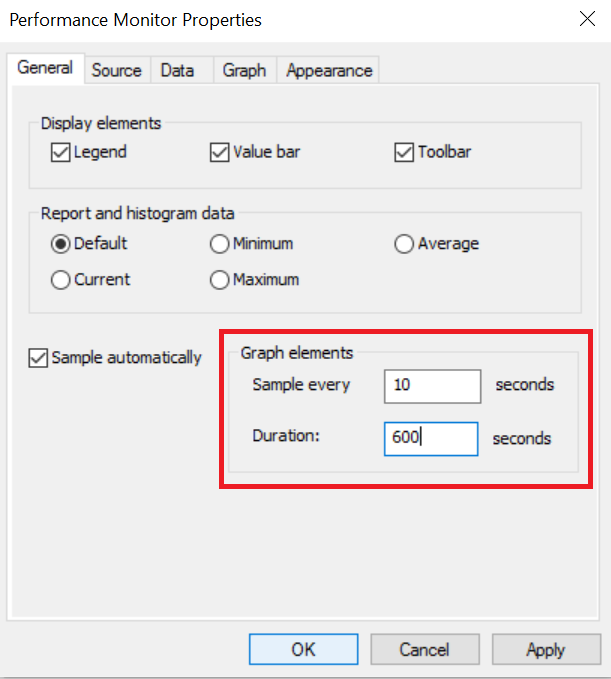 Performance Monitor Properties
General Source Data Graph Appearance
Display elements
Legend Value bar Toolbar
Report and histogram data
Default Minimum Average
Current Maximum
Sample automatically
Graph elements
Sample every 10 seconds
Duration: 600 seconds
OK Cancel Apply